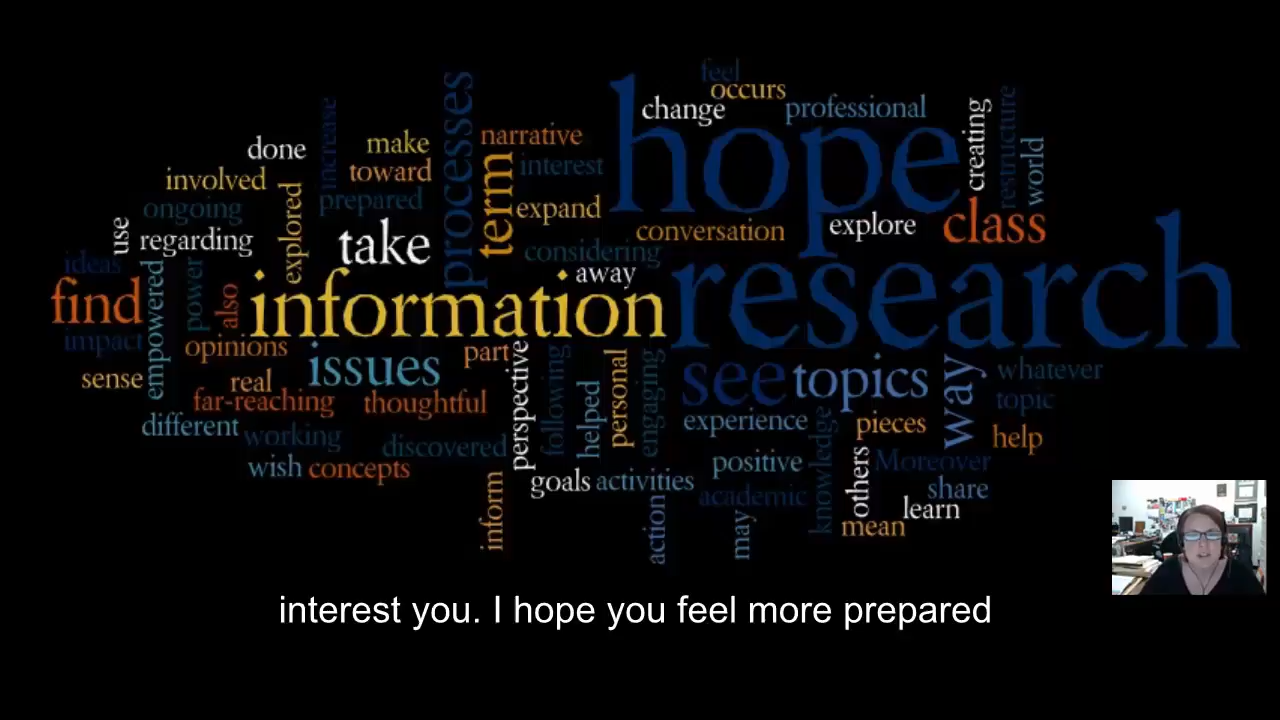 feel
occurs
change
professional
hope
creating
restructure
world
increase
done
make
toward
processes
narrative
term
interest
involved
explored
prepared
expand
ongoing
conversation
explore
class
use
regarding
take
considering
away
research
ideas
empowered
power
also
find
information
impact
opinions
issues
part
perspective
following
helped
personal
engaging
see
topics
way
whatever
sense
real
far-reaching
thoughtful
experience
knowledge
pieces
topic
help
different
working
discovered
wish
concepts
positive
Moreover
others
share
inform
goals
activities
academic
learn
action
may
mean
interest you. I hope you feel more prepared